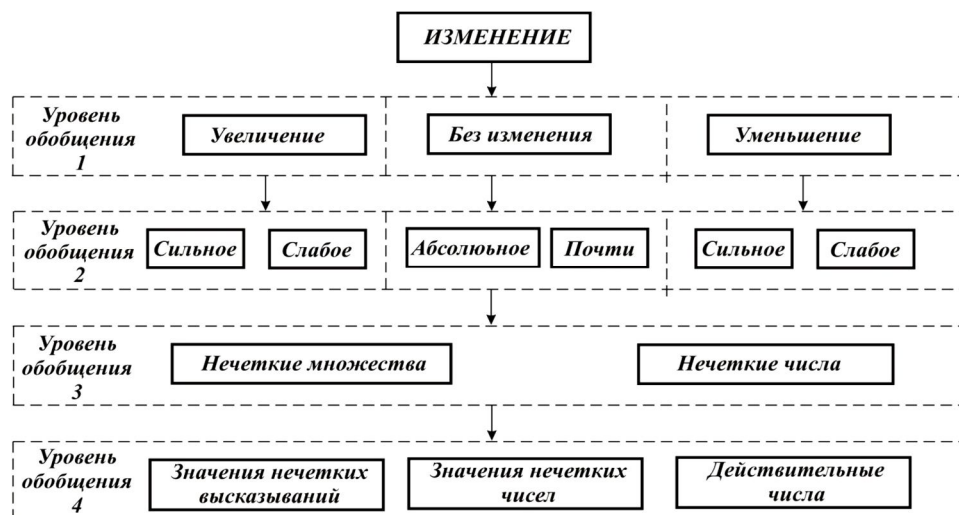 ИЗМЕНЕНИЕ
Уровень
обобщения
1
Увеличение
Без изменения
Уменьшение
Уровень
обобщения
2
Сильное
Слабое
Абсолюьное
Почти
Сильное
Слабое
Уровень
обобщения
3
Нечеткие множества
Нечеткие числа
Уровень
обобщения
4
Значения нечетких
высказываний
Значения нечетких
чисел
Действительные
числа